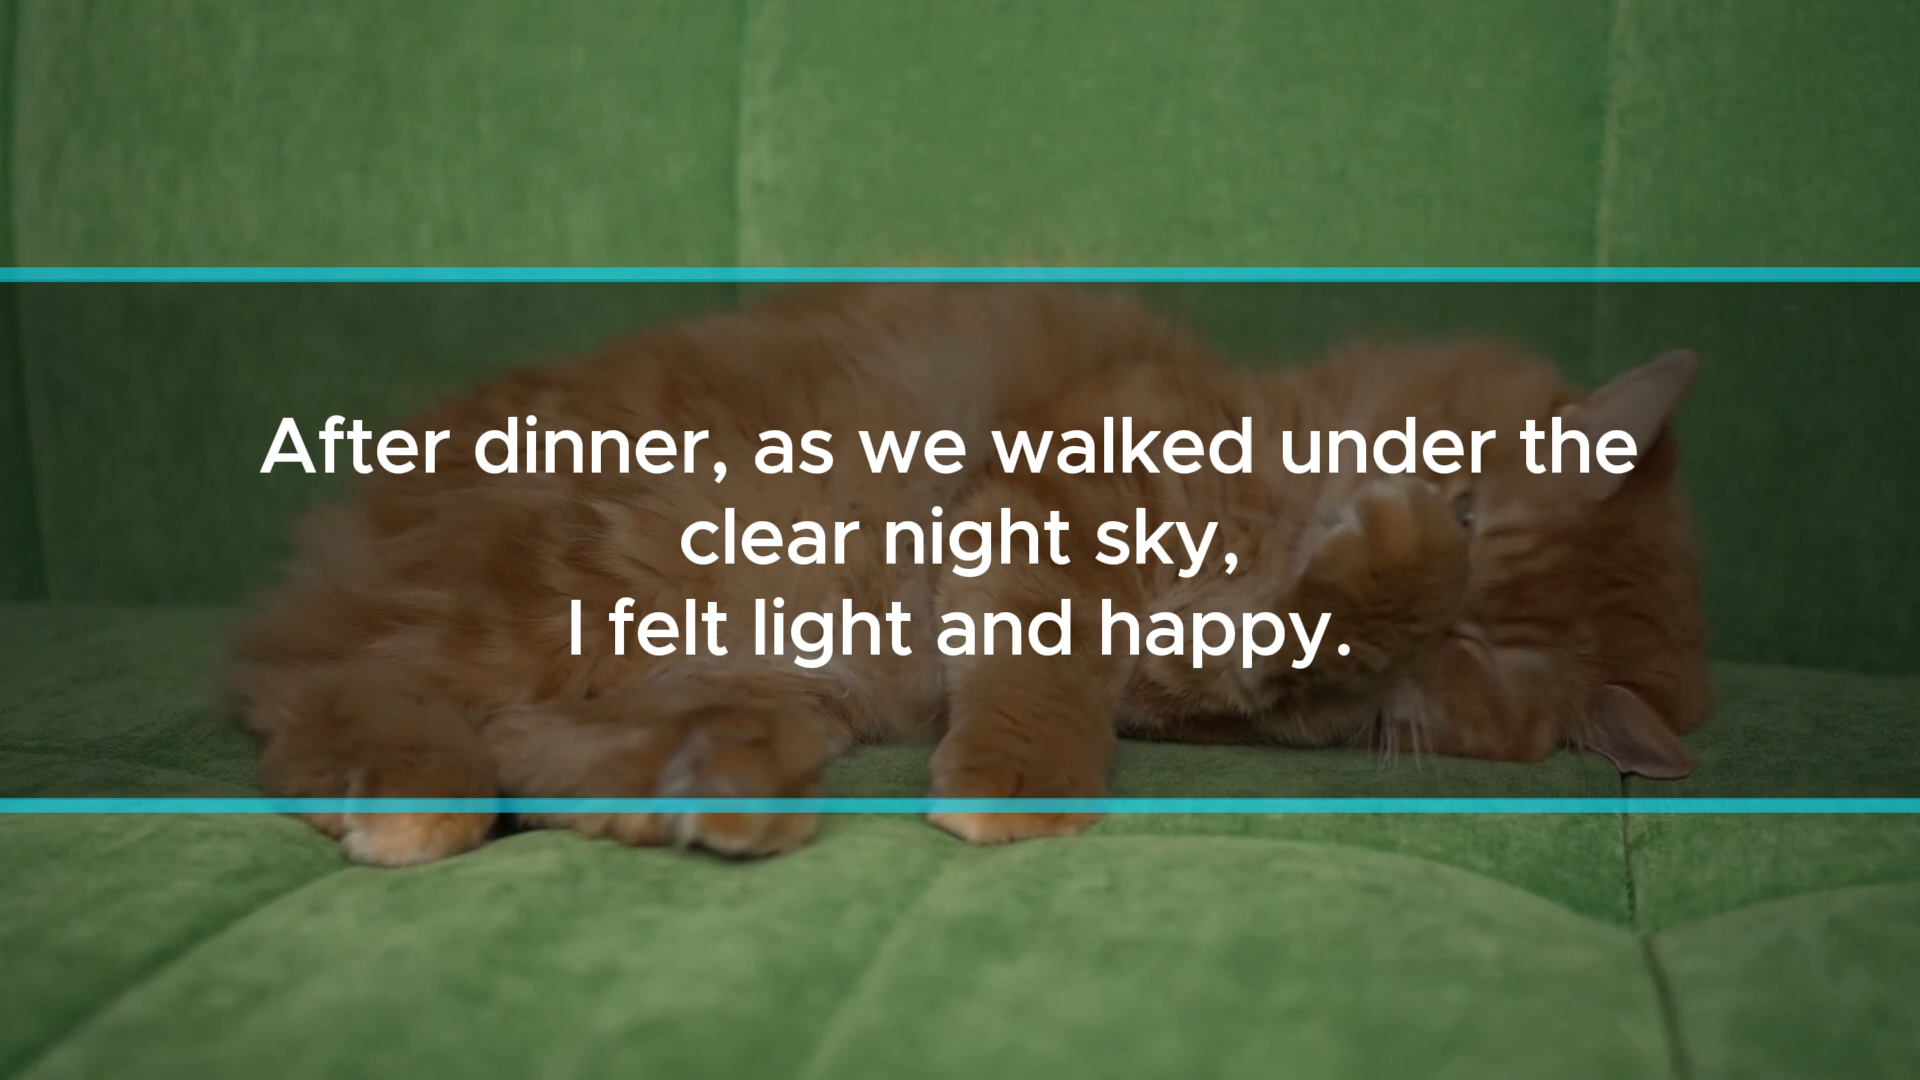 After dinner, as we walked under the
clear night sky,
I felt light and happy.